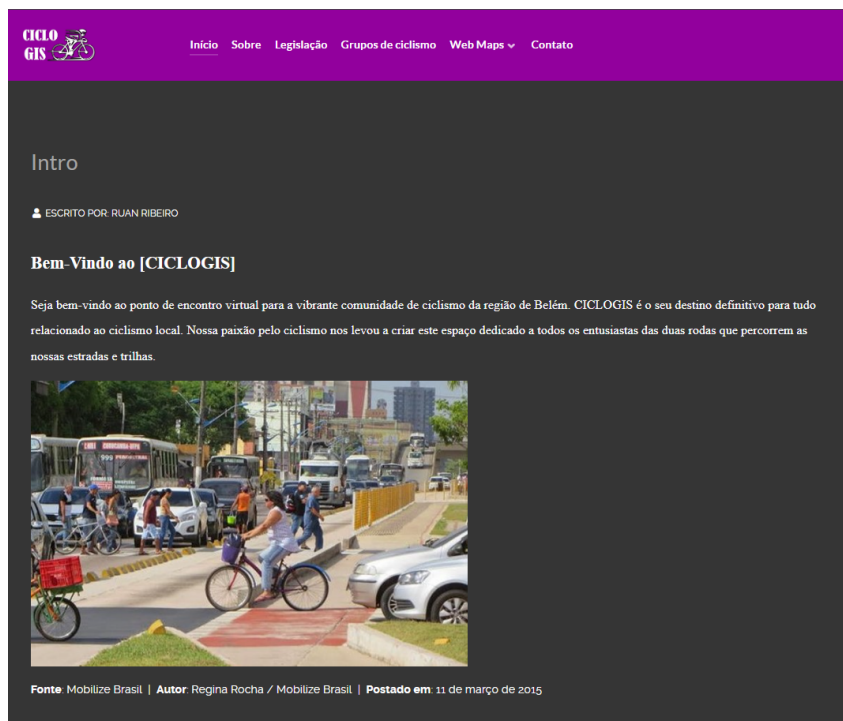 CICLO
GIS
Início Sobre Legislação Grupos de ciclismo Web Maps Contato
Intro
ESCRITO POR: RUAN RIBEIRO
Bem-Vindo ao [CICLOGIS]
Seja bem-vindo ao ponto de encontro virtual para a vibrante comunidade de ciclismo da região de Belém. CICLOGIS é o seu destino definitivo para tudo
relacionado ao ciclismo local. Nossa paixão pelo ciclismo nos levou a criar este espaço dedicado a todos os entusiastas das duas rodas que percorrem as
nossas estradas e trilhas.
999
Fonte: Mobilize Brasil | Autor: Regina Rocha / Mobilize Brasil | Postado em: 11 de março de 2015